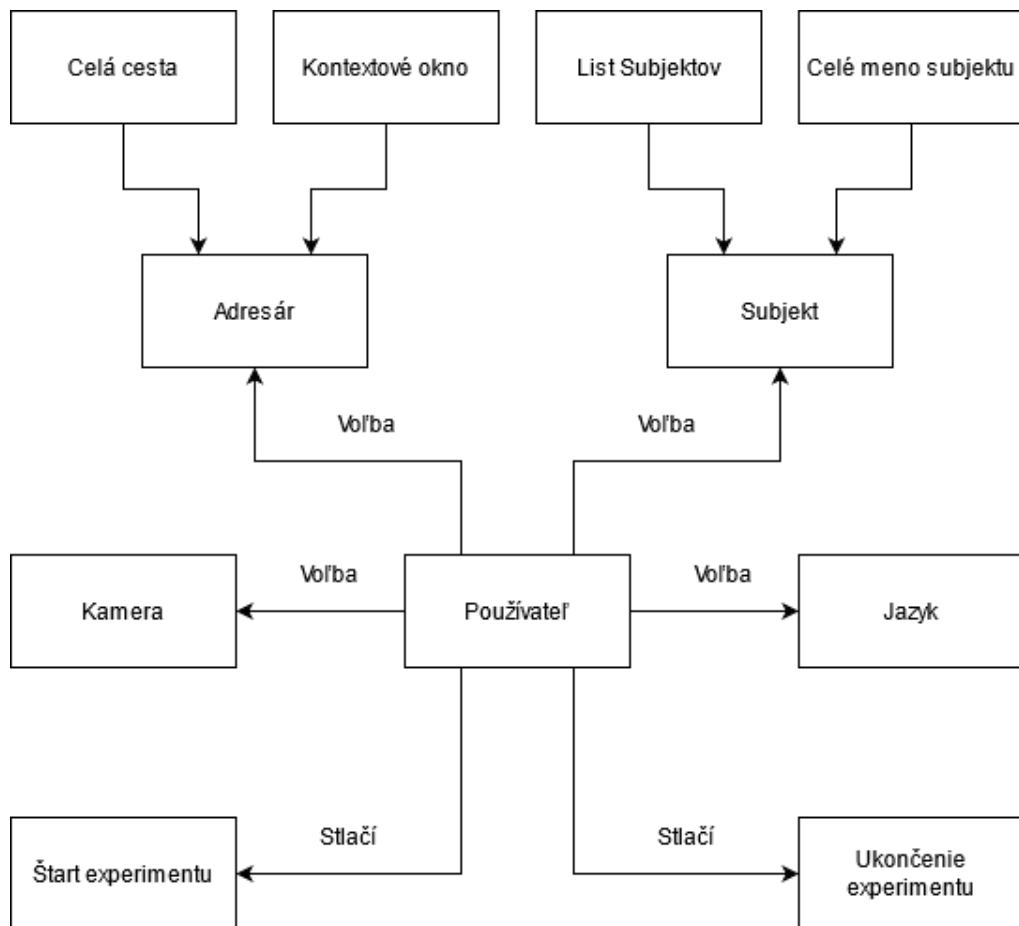 Celá cesta
Kontextové okno
List Subjektov
Celé meno subjektu
Adresár
Subjekt
Voľba
Voľba
Kamera
Voľba
Používateľ
Voľba
Jazyk
Štart experimentu
Stlačí
Stlačí
Ukončenie
experimentu